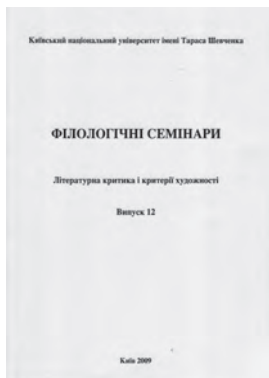 Київський національний університет імені Тараса Шевченка
ФІЛОЛОГІЧНІ СЕМІНАРИ
Літературна критика і критерії художності
Випуск 12
Київ 2009